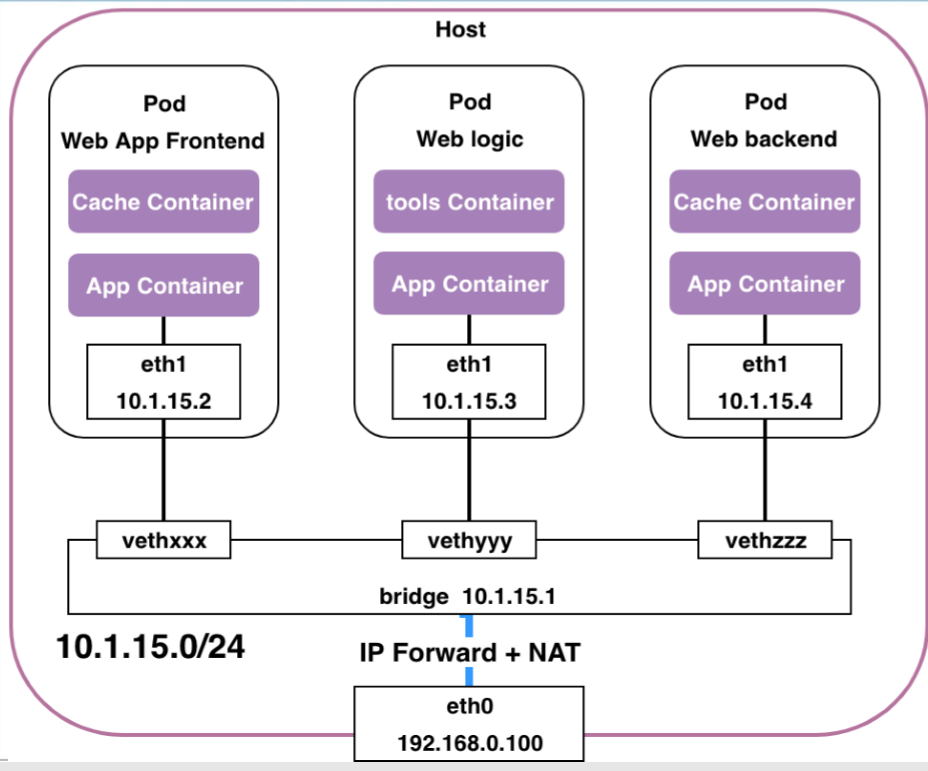 Host
Pod
Web App Frontend
Cache Container
App Container
eth1
10.1.15.2
Pod
Web logic
tools Container
App Container
eth1
10.1.15.3
Pod
Web backend
Cache Container
App Container
eth1
10.1.15.4
vethxxx
vethyyy
vethzzz
bridge 10.1.15.1
10.1.15.0/24
IP Forward + NAT
eth0
192.168.0.100